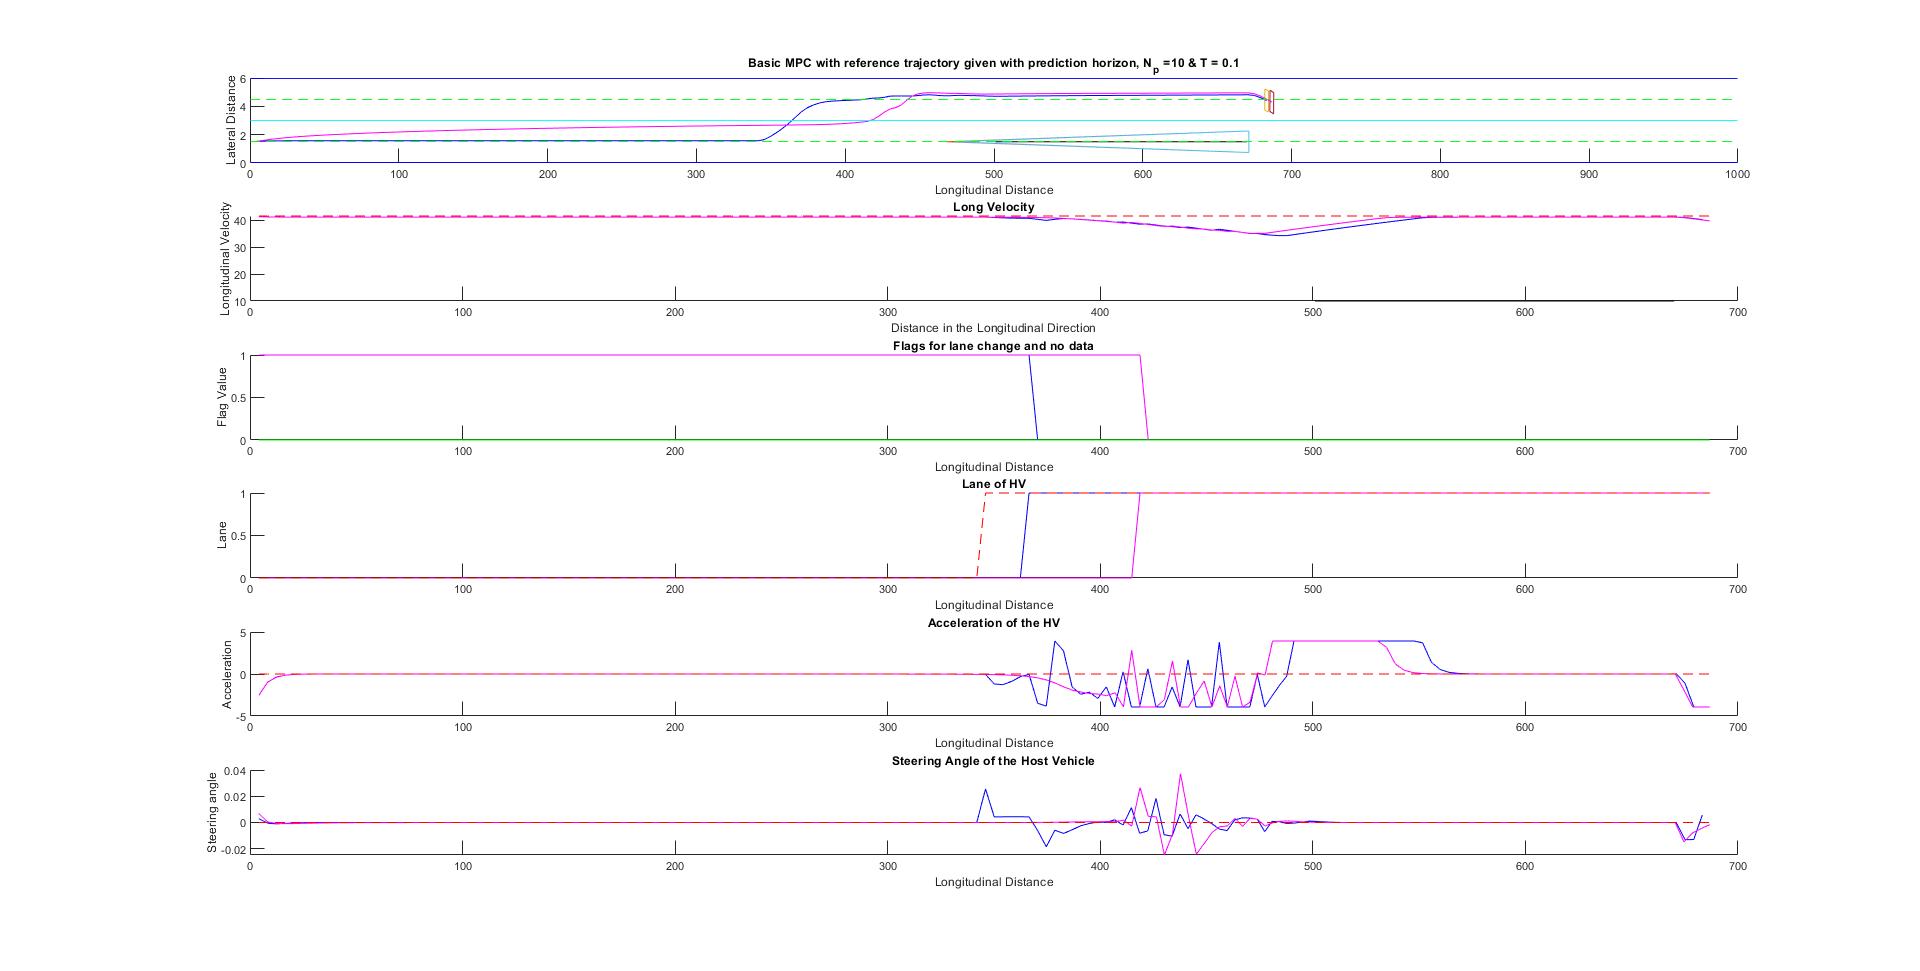 Basic MPC with reference trajectory given with prediction horizon, N_p =10 & T = 0.1
Lateral Distance
6
4
2
0
0 100 200 300 400 500 600 700 800 900 1000
Longitudinal Distance
Long Velocity
Longitudinal Velocity
40
30
20
10
0 100 200 300 400 500 600 700
Distance in the Longitudinal Direction
Flags for lane change and no data
Flag Value
1
0.5
0
0 100 200 300 400 500 600 700
Longitudinal Distance
Lane of HV
Lane
1
0.5
0
0 100 200 300 400 500 600 700
Longitudinal Distance
Acceleration of the HV
Acceleration
5
0
-5
0 100 200 300 400 500 600 700
Longitudinal Distance
Steering Angle of the Host Vehicle
Steering angle
0.04
0.02
0
-0.02
0 100 200 300 400 500 600 700
Longitudinal Distance